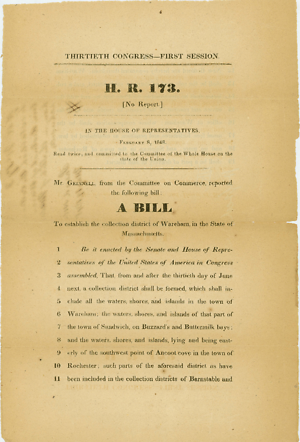 THIRTIETH CONGRESS—FIRST SESSION
H. R. 173.
[No Report.]
IN THE HOUSE OF REPRESENTATIVES.
FEBRUARY 8, 1848.
Read twice, and committed to the Committee of the Whole House on the
state of the Union.
Mr. GRINNELL, from the Committee on Commerce, reported
the following bill:
A BILL
To establish the collection district of Wareham, in the State of
Massachusetts.
1 Be it enacted by the Senate and House of Repre-
2 sentatives of the United States of America in Congress
3 assembled, That from and after the thirtieth day of June
4 next, a collection district shall be formed, which shall in-
5 clude all the waters, shores, and islands in the town of
6 Wareham; the waters, shores, and islands of that part of
7 the town of Sandwich, on Buzzard's and Buttermilk bays;
8 and the waters, shores, and islands, lying and being east-
9 erly of the southwest point of Ancoot cove in the town of
10 Rochester; such parts of the aforesaid district as have
11 been included in the collection districts of Barnstable and